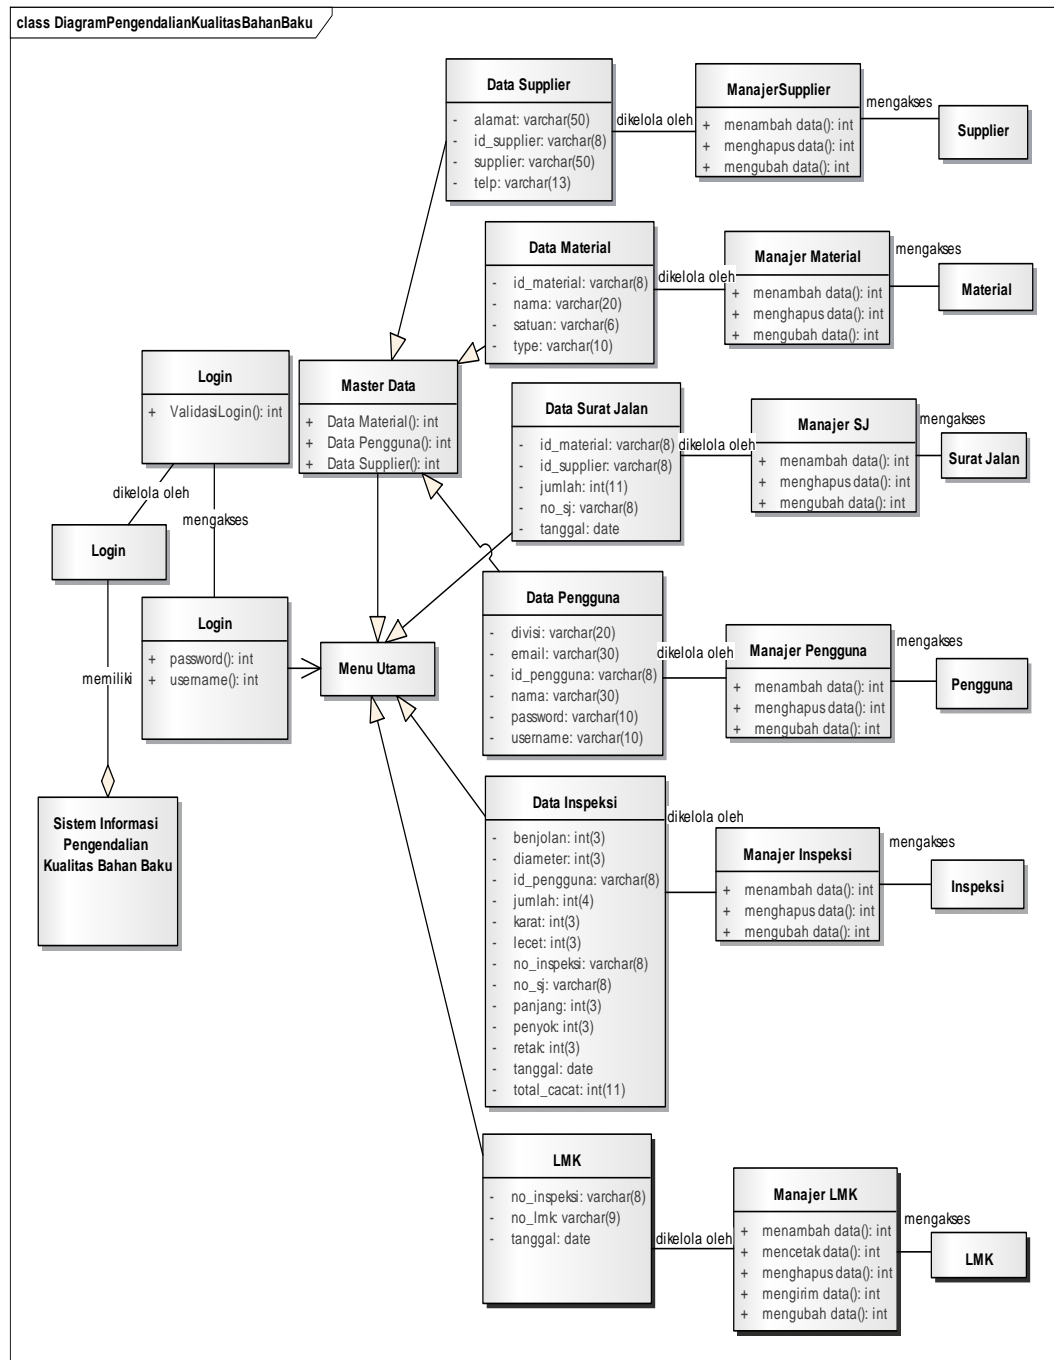 class DiagramPengendalianKualitasBahanBaku
Data Supplier
- alamat: varchar(50)
- id_supplier: varchar(8)
- supplier: varchar(50)
- telp: varchar(13)
dikelola oleh
ManajerSupplier
+ menambah data(): int
+ menghapus data(): int
+ mengubah data(): int
mengakses
Supplier
Data Material
- id_material: varchar(8)
- nama: varchar(20)
- satuan: varchar(6)
- type: varchar(10)
dikelola oleh
Manajer Material
+ menambah data(): int
+ menghapus data(): int
+ mengubah data(): int
mengakses
Material
Login
+ ValidasiLogin(): int
Master Data
+ Data Material(): int
+ Data Pengguna(): int
+ Data Supplier(): int
Data Surat Jalan
- id_material: varchar(8)
- id_supplier: varchar(8)
- jumlah: int(11)
- no_sj: varchar(8)
- tanggal: date
dikelola oleh
Manajer SJ
+ menambah data(): int
+ menghapus data(): int
+ mengubah data(): int
mengakses
Surat Jalan
dikelola oleh
mengakses
Login
Login
+ password(): int
+ username(): int
memiliki
Menu Utama
Data Pengguna
- divisi: varchar(20)
- email: varchar(30)
- id_pengguna: varchar(8)
- nama: varchar(30)
- password: varchar(10)
- username: varchar(10)
dikelola oleh
Manajer Pengguna
+ menambah data(): int
+ menghapus data(): int
+ mengubah data(): int
mengakses
Pengguna
Sistem Informasi
Pengendalian
Kualitas Bahan Baku
Data Inspeksi
- benjolan: int(3)
- diameter: int(3)
- id_pengguna: varchar(8)
- jumlah: int(4)
- karat: int(3)
- lecet: int(3)
- no_inspeksi: varchar(8)
- no_sj: varchar(8)
- panjang: int(3)
- penyok: int(3)
- retak: int(3)
- tanggal: date
- total_cacat: int(11)
dikelola oleh
Manajer Inspeksi
+ menambah data(): int
+ menghapus data(): int
+ mengubah data(): int
mengakses
Inspeksi
LMK
- no_inspeksi: varchar(8)
- no_lmk: varchar(9)
- tanggal: date
dikelola oleh
Manajer LMK
+ menambah data(): int
+ mencetak data(): int
+ menghapus data(): int
+ mengirim data(): int
+ mengubah data(): int
mengakses
LMK